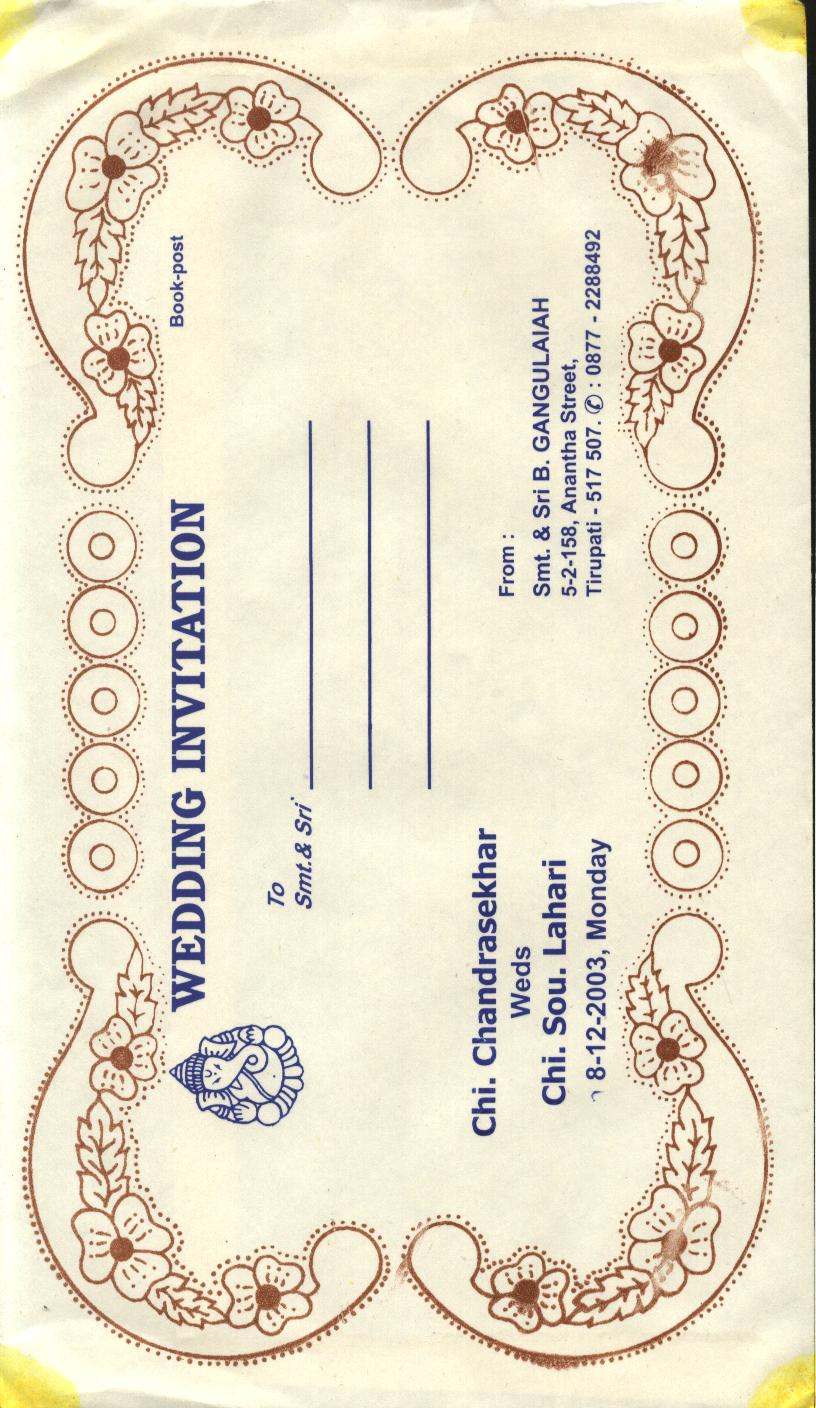 Book-post
WEDDING INVITATION
To
Smt.& Sri
Chi. Chandrasekhar
Weds
Chi. Sou. Lahari
8-12-2003, Monday
From :
Smt. & Sri B. GANGULAIAH
5-2-158, Anantha Street,
Tirupati - 517 507. ✆ : 0877 - 2288492